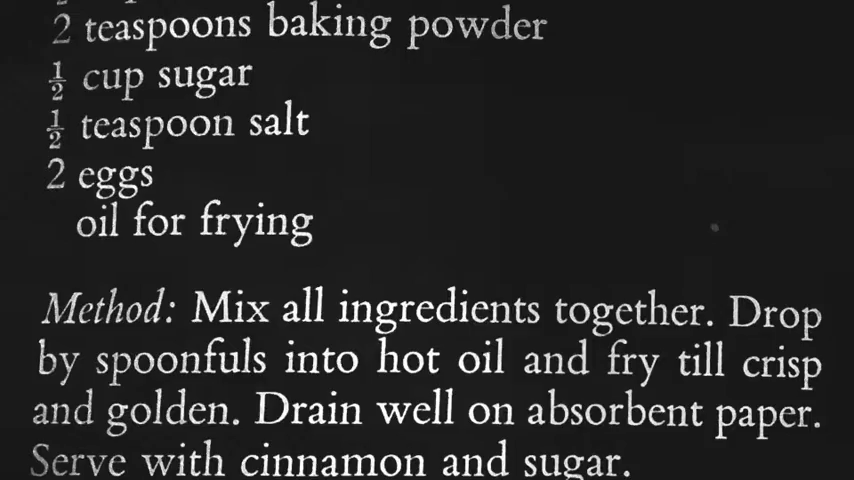 2 teaspoons baking powder
½ cup sugar
½ teaspoon salt
2 eggs
oil for frying
Method: Mix all ingredients together. Drop
by spoonfuls into hot oil and fry till crisp
and golden. Drain well on absorbent paper.
Serve with cinnamon and sugar.